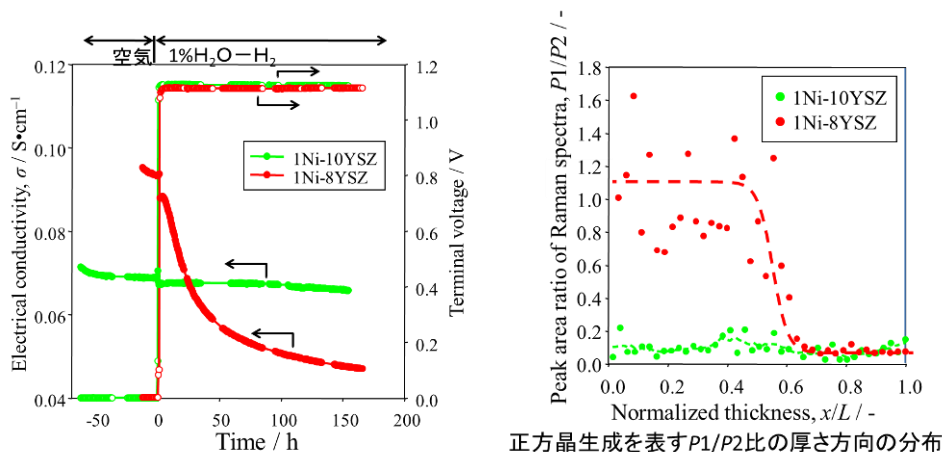 空気
1%H₂O－H₂
0.12
0.10
0.08
0.06
0.04
Electrical conductivity, σ / S•cm⁻¹
1.2
1.0
0.8
0.6
0.4
0.2
0.0
Terminal voltage / V
1Ni-10YSZ
1Ni-8YSZ
-50 0 50 100 150 200
Time / h
Peak area ratio of Raman spectra, P1/P2 / -
1.8
1.6
1.4
1.2
1.0
0.8
0.6
0.4
0.2
0.0
1Ni-10YSZ
1Ni-8YSZ
0.0 0.2 0.4 0.6 0.8 1.0
Normalized thickness, x/L / -
正方晶生成を表すP1/P2比の厚さ方向の分布